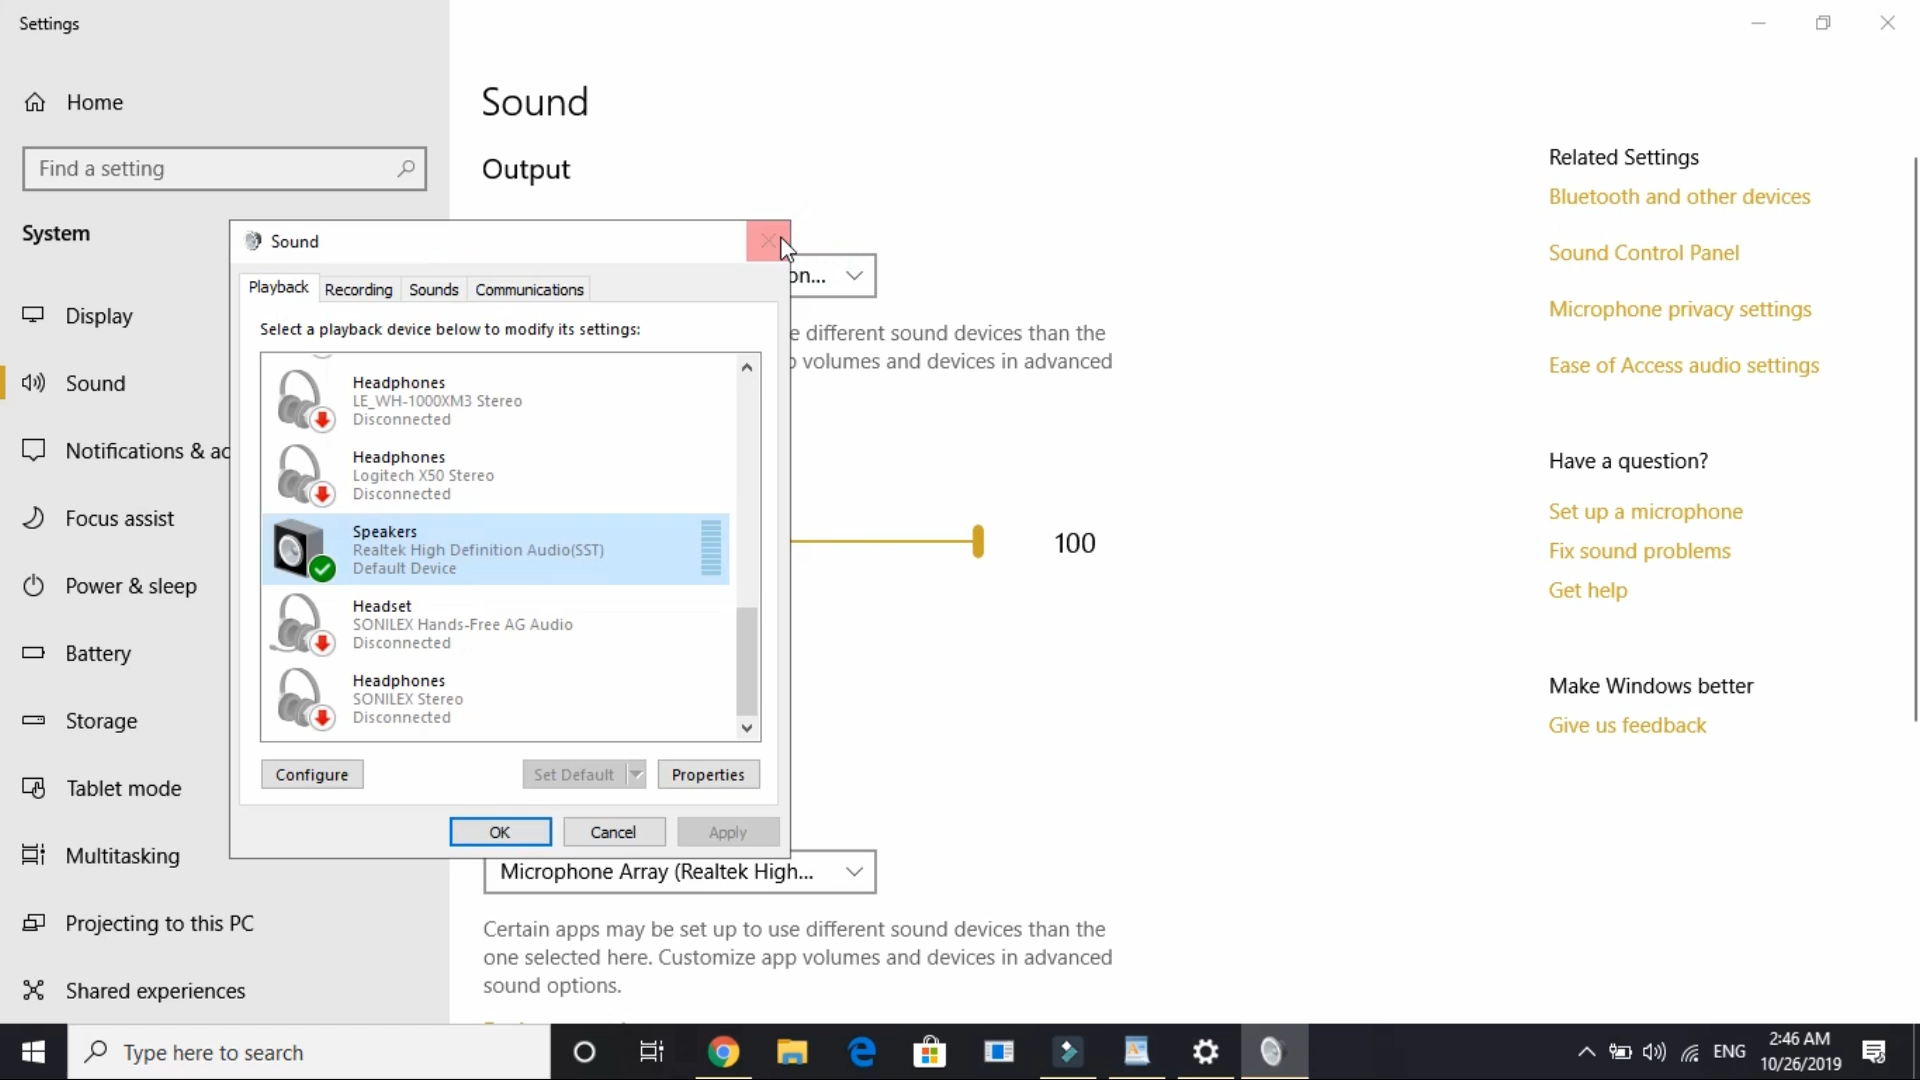 Settings
Home
Find a setting
System
Display
Sound
Notifications & ac
Focus assist
Power & sleep
Battery
Storage
Tablet mode
Multitasking
Projecting to this PC
Shared experiences
Sound
Output
on...
e different sound devices than the
volumes and devices in advanced
100
Sound
Playback
Recording
Sounds
Communications
Select a playback device below to modify its settings:
Headphones
LE_WH-1000XM3 Stereo
Disconnected
Headphones
Logitech X50 Stereo
Disconnected
Speakers
Realtek High Definition Audio(SST)
Default Device
Headset
SONILEX Hands-Free AG Audio
Disconnected
Headphones
SONILEX Stereo
Disconnected
Configure
Set Default
Properties
OK
Cancel
Apply
Microphone Array (Realtek High...
Certain apps may be set up to use different sound devices than the
one selected here. Customize app volumes and devices in advanced
sound options.
Related Settings
Bluetooth and other devices
Sound Control Panel
Microphone privacy settings
Ease of Access audio settings
Have a question?
Set up a microphone
Fix sound problems
Get help
Make Windows better
Give us feedback
Type here to search
ENG
2:46 AM
10/26/2019